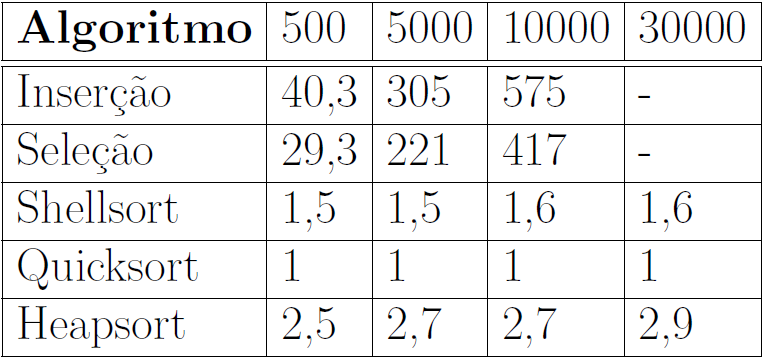 Algoritmo 500 5000 10000 30000
Inserção 40,3 305 575 -
Seleção 29,3 221 417 -
Shellsort 1,5 1,5 1,6 1,6
Quicksort 1 1 1 1
Heapsort 2,5 2,7 2,7 2,9